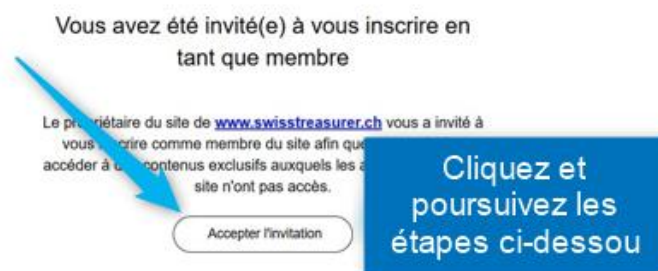 Vous avez été invité(e) à vous inscrire en
tant que membre
Le propriétaire du site de www.swisstreasurer.ch vous a invité à
vous inscrire comme membre du site afin que
accéder à contenus exclusifs auxquels les
site n'ont pas accès.
Accepter l'invitation
Cliquez et
poursuivez les
étapes ci-dessou